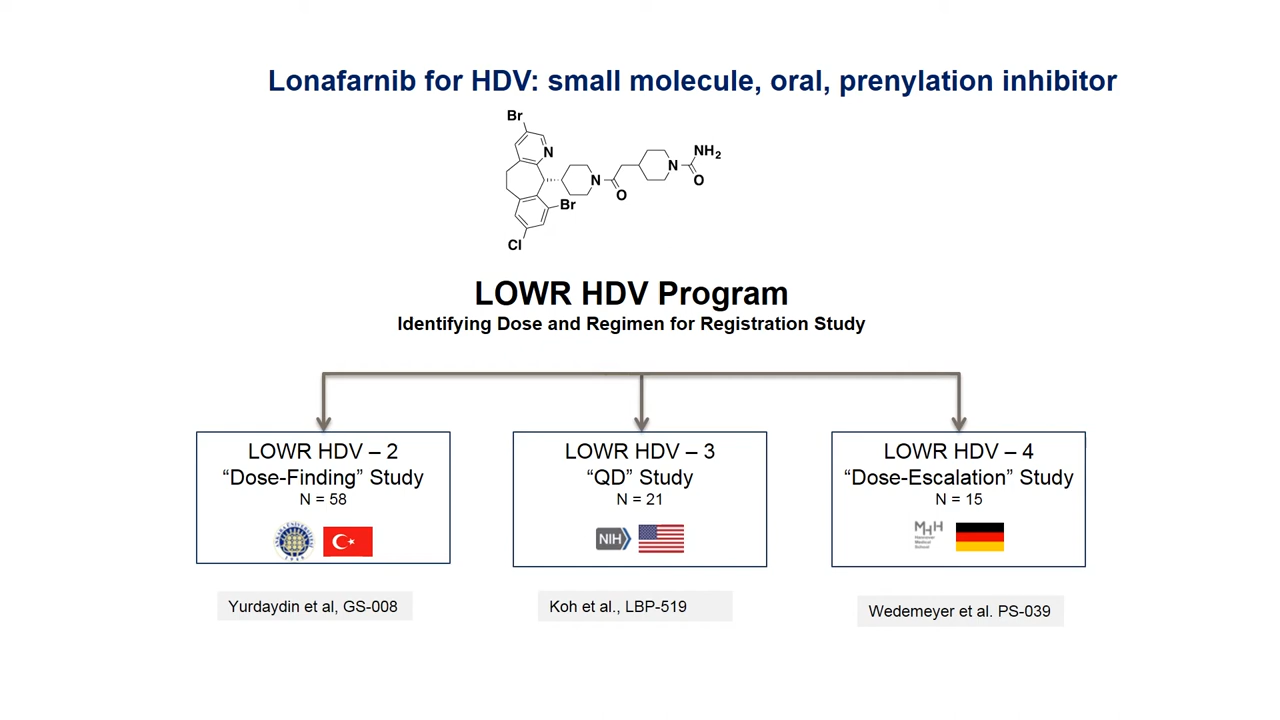 Lonafarnib for HDV: small molecule, oral, prenylation inhibitor
Br
N
NH2
N
N
O
O
Br
Cl
LOWR HDV Program
Identifying Dose and Regimen for Registration Study
LOWR HDV – 2
“Dose-Finding” Study
N = 58
LOWR HDV – 3
“QD” Study
N = 21
NIH
LOWR HDV – 4
“Dose-Escalation” Study
N = 15
MHH
Hannover
Medical
School
Yurdaydin et al, GS-008
Koh et al., LBP-519
Wedemeyer et al. PS-039